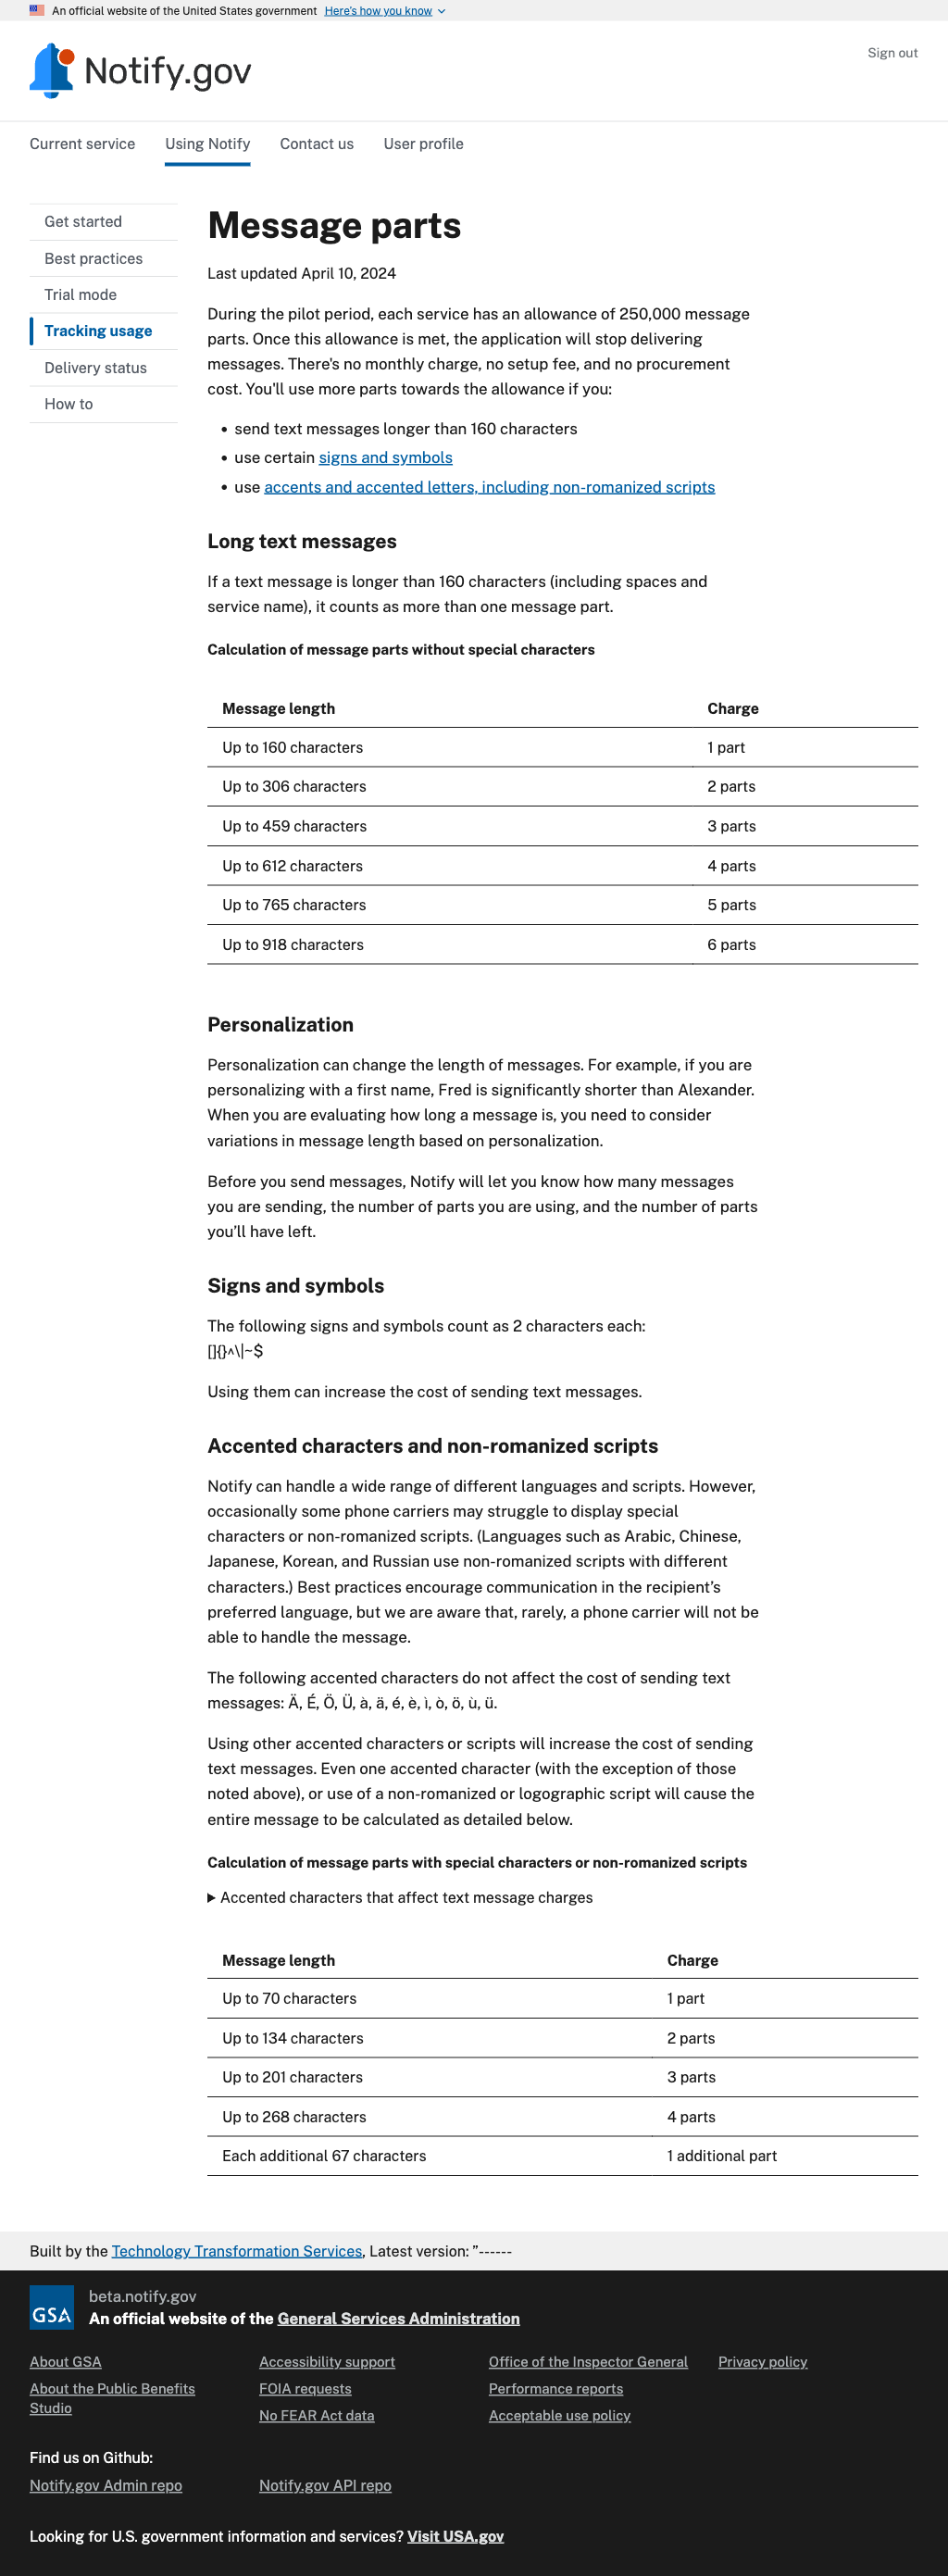 An official website of the United States government Here's how you know
Notify.gov
Sign out
Current service Using Notify Contact us User profile
Get started
Best practices
Trial mode
Tracking usage
Delivery status
How to
Message parts
Last updated April 10, 2024
During the pilot period, each service has an allowance of 250,000 message
parts. Once this allowance is met, the application will stop delivering
messages. There's no monthly charge, no setup fee, and no procurement
cost. You'll use more parts towards the allowance if you:
• send text messages longer than 160 characters
• use certain signs and symbols
• use accents and accented letters, including non-romanized scripts
Long text messages
If a text message is longer than 160 characters (including spaces and
service name), it counts as more than one message part.
Calculation of message parts without special characters
Message length Charge
Up to 160 characters 1 part
Up to 306 characters 2 parts
Up to 459 characters 3 parts
Up to 612 characters 4 parts
Up to 765 characters 5 parts
Up to 918 characters 6 parts
Personalization
Personalization can change the length of messages. For example, if you are
personalizing with a first name, Fred is significantly shorter than Alexander.
When you are evaluating how long a message is, you need to consider
variations in message length based on personalization.
Before you send messages, Notify will let you know how many messages
you are sending, the number of parts you are using, and the number of parts
you’ll have left.
Signs and symbols
The following signs and symbols count as 2 characters each:
[]{}^\|~$
Using them can increase the cost of sending text messages.
Accented characters and non-romanized scripts
Notify can handle a wide range of different languages and scripts. However,
occasionally some phone carriers may struggle to display special
characters or non-romanized scripts. (Languages such as Arabic, Chinese,
Japanese, Korean, and Russian use non-romanized scripts with different
characters.) Best practices encourage communication in the recipient’s
preferred language, but we are aware that, rarely, a phone carrier will not be
able to handle the message.
The following accented characters do not affect the cost of sending text
messages: Ä, É, Ö, Ü, à, ä, é, è, ì, ò, ö, ù, ü.
Using other accented characters or scripts will increase the cost of sending
text messages. Even one accented character (with the exception of those
noted above), or use of a non-romanized or logographic script will cause the
entire message to be calculated as detailed below.
Calculation of message parts with special characters or non-romanized scripts
▶ Accented characters that affect text message charges
Message length Charge
Up to 70 characters 1 part
Up to 134 characters 2 parts
Up to 201 characters 3 parts
Up to 268 characters 4 parts
Each additional 67 characters 1 additional part
Built by the Technology Transformation Services, Latest version: "------
GSA
beta.notify.gov
An official website of the General Services Administration
About GSA Accessibility support Office of the Inspector General Privacy policy
About the Public Benefits Studio FOIA requests Performance reports
No FEAR Act data Acceptable use policy
Find us on Github:
Notify.gov Admin repo Notify.gov API repo
Looking for U.S. government information and services? Visit USA.gov